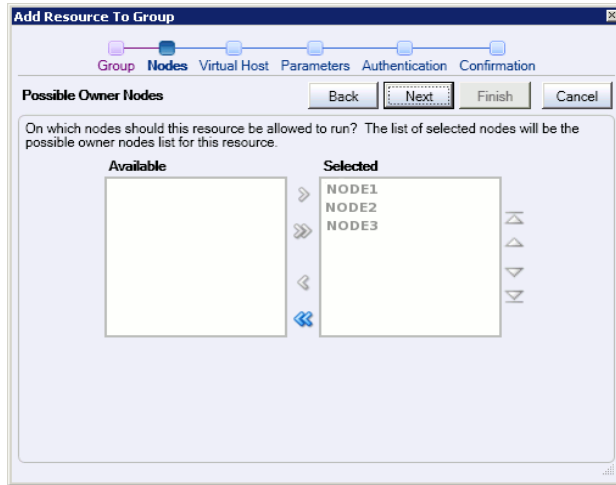 Add Resource To Group
Group Nodes Virtual Host Parameters Authentication Confirmation
Possible Owner Nodes Back Next Finish Cancel
On which nodes should this resource be allowed to run? The list of selected nodes will be the
possible owner nodes list for this resource.
Available Selected
NODE1
NODE2
NODE3